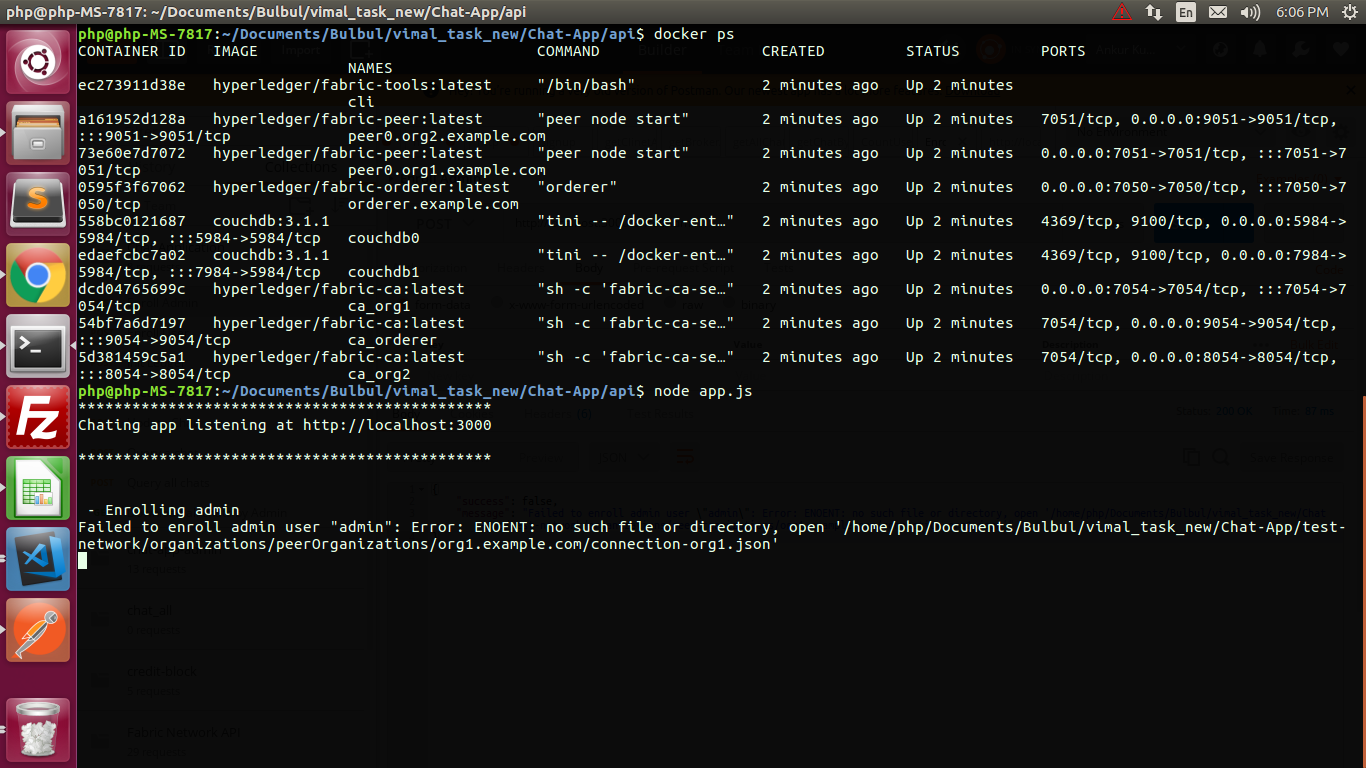 php@php-MS-7817: ~/Documents/Bulbul/vimal_task_new/Chat-App/api
En
6:06 PM
php@php-MS-7817:~/Documents/Bulbul/vimal_task_new/Chat-App/api$ docker ps
CONTAINER ID IMAGE COMMAND CREATED STATUS PORTS
NAMES
ec273911d38e hyperledger/fabric-tools:latest "/bin/bash" 2 minutes ago Up 2 minutes
cli
a161952d128a hyperledger/fabric-peer:latest "peer node start" 2 minutes ago Up 2 minutes 7051/tcp, 0.0.0.0:9051->9051/tcp,
:::9051->9051/tcp peer0.org2.example.com
73e60e7d7072 hyperledger/fabric-peer:latest "peer node start" 2 minutes ago Up 2 minutes 0.0.0.0:7051->7051/tcp, :::7051->7
051/tcp peer0.org1.example.com
0595f3f67062 hyperledger/fabric-orderer:latest "orderer" 2 minutes ago Up 2 minutes 0.0.0.0:7050->7050/tcp, :::7050->7
050/tcp orderer.example.com
558bc0121687 couchdb:3.1.1 "tini -- /docker-ent…" 2 minutes ago Up 2 minutes 4369/tcp, 9100/tcp, 0.0.0.0:5984->
5984/tcp, :::5984->5984/tcp couchdb0
edaefcbc7a02 couchdb:3.1.1 "tini -- /docker-ent…" 2 minutes ago Up 2 minutes 4369/tcp, 9100/tcp, 0.0.0.0:7984->
5984/tcp, :::7984->5984/tcp couchdb1
dcd04765699c hyperledger/fabric-ca:latest "sh -c 'fabric-ca-se…" 2 minutes ago Up 2 minutes 0.0.0.0:7054->7054/tcp, :::7054->7
054/tcp ca_org1
54bf7a6d7197 hyperledger/fabric-ca:latest "sh -c 'fabric-ca-se…" 2 minutes ago Up 2 minutes 7054/tcp, 0.0.0.0:9054->9054/tcp,
:::9054->9054/tcp ca_orderer
5d381459c5a1 hyperledger/fabric-ca:latest "sh -c 'fabric-ca-se…" 2 minutes ago Up 2 minutes 7054/tcp, 0.0.0.0:8054->8054/tcp,
:::8054->8054/tcp ca_org2
php@php-MS-7817:~/Documents/Bulbul/vimal_task_new/Chat-App/api$ node app.js
**********************************************
Chating app listening at http://localhost:3000
**********************************************
- Enrolling admin
Failed to enroll admin user "admin": Error: ENOENT: no such file or directory, open '/home/php/Documents/Bulbul/vimal_task_new/Chat-App/test-
network/organizations/peerOrganizations/org1.example.com/connection-org1.json'
chat_all
credit-block
Fabric Network API